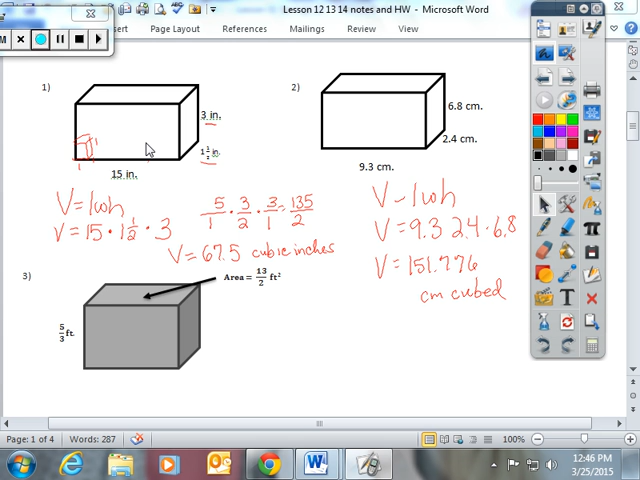 Lesson 12 13 14 notes and HW - Microsoft Word
sert Page Layout References Mailings Review View
1)
3 in.
1 1/2 in.
15 in.
2)
6.8 cm.
2.4 cm.
9.3 cm.
V = lwh
V = 15 · 1 1/2 · 3
5/1 · 3/2 · 3/1 = 135/2
V = 67.5 cubic inches
V = lwh
V = 9.3 2.4 · 6.8
V = 151.776
cm cubed
3)
Area = 13/2 ft²
5/3 ft.
Page: 1 of 4 Words: 287 100%
12:46 PM
3/25/2015